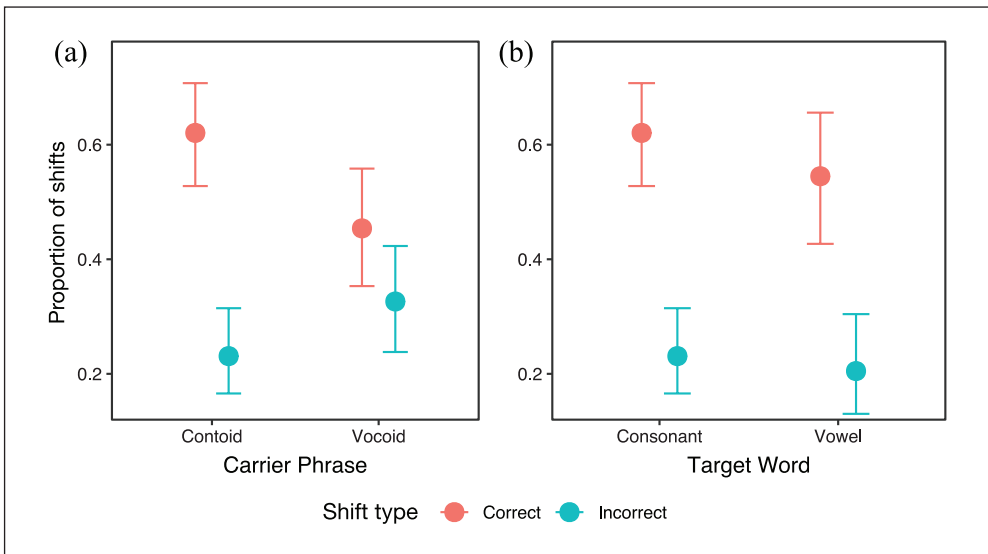 (a)
(b)
Proportion of shifts
0.6
0.4
0.2
0.6
0.4
0.2
Contoid Vocoid
Consonant Vowel
Carrier Phrase
Target Word
Shift type Correct Incorrect